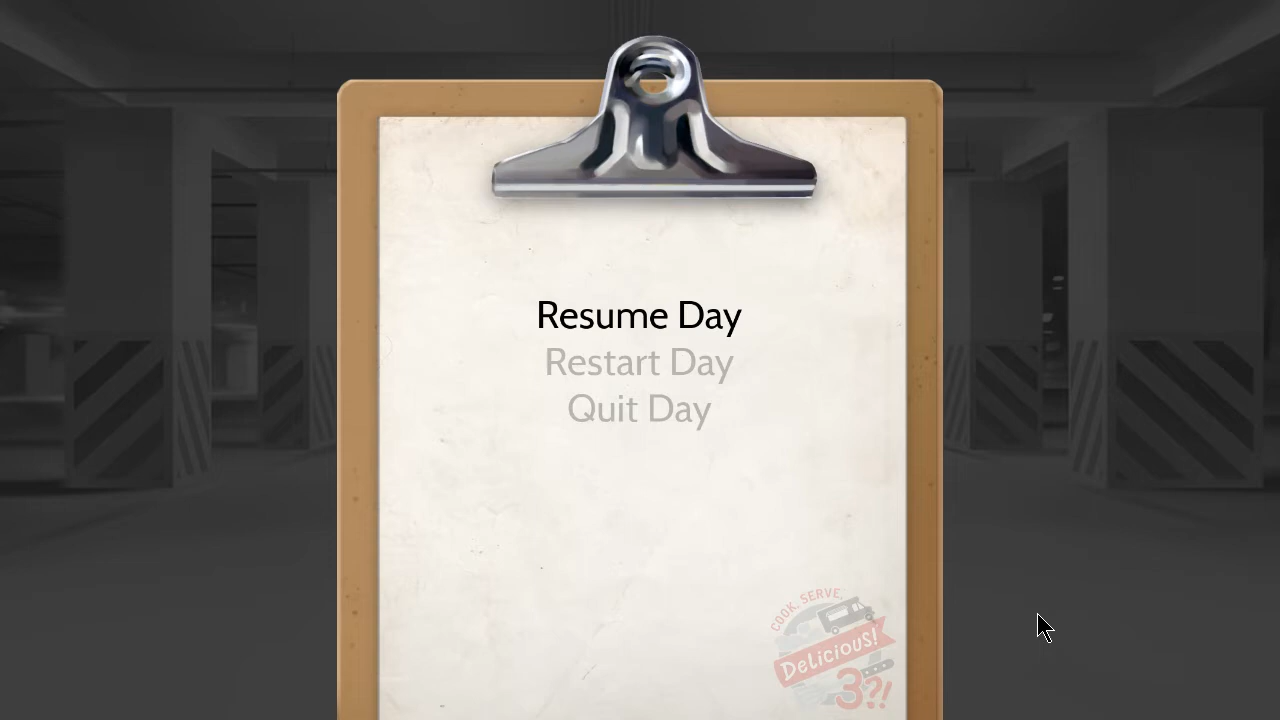 Resume Day
Restart Day
Quit Day
COOK, SERVE,
Delicious!
3?!